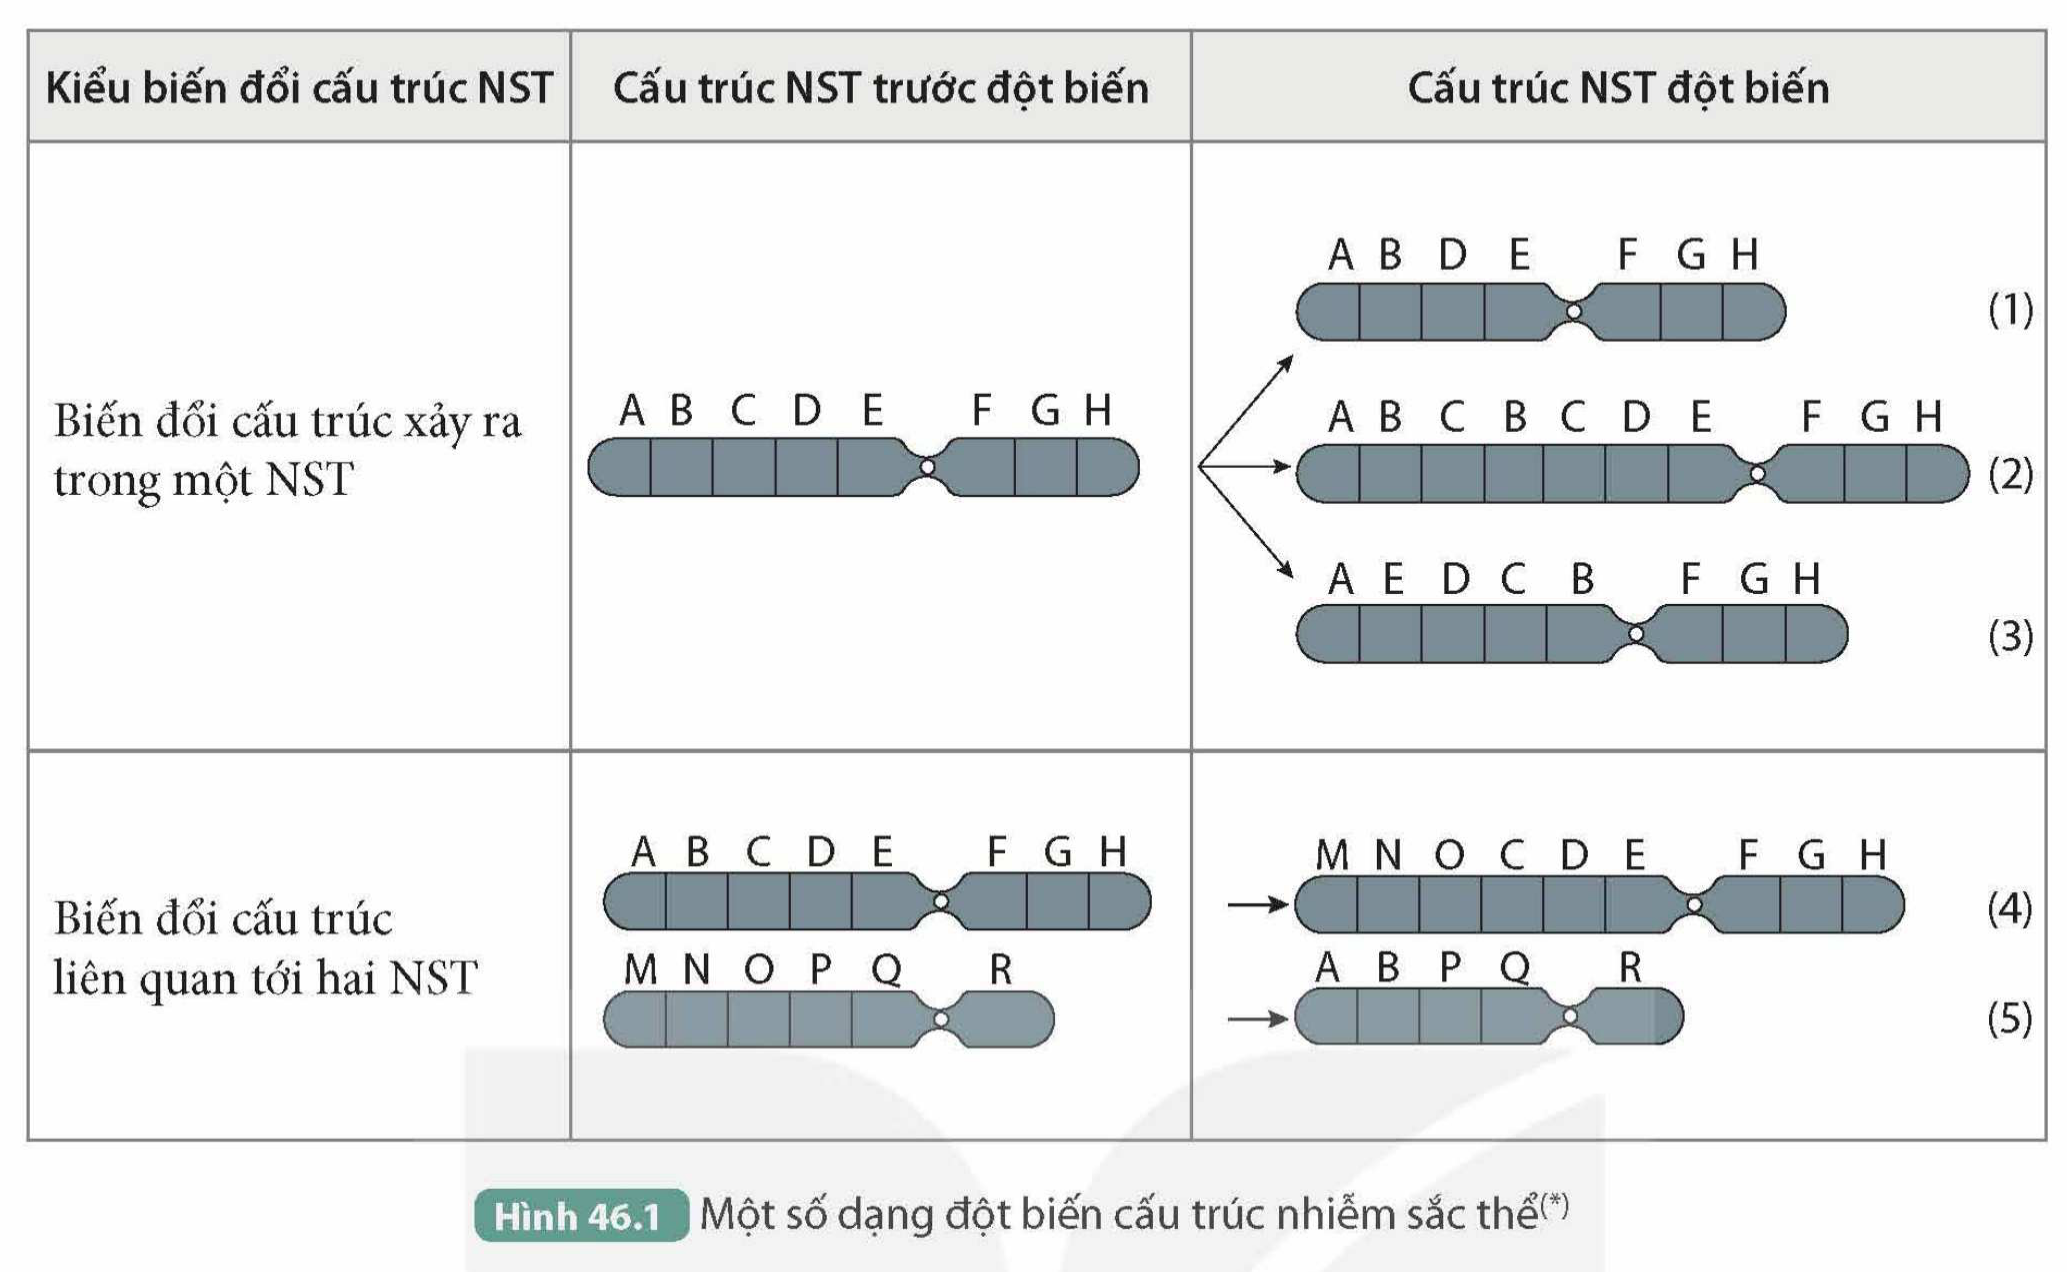 Kiểu biến đổi cấu trúc NST
Cấu trúc NST trước đột biến
Cấu trúc NST đột biến
Biến đổi cấu trúc xảy ra
trong một NST
A B C D E F G H
A B D E F G H
(1)
A B C B C D E F G H
(2)
A E D C B F G H
(3)
Biến đổi cấu trúc
liên quan tới hai NST
A B C D E F G H
M N O P Q R
M N O C D E F G H
(4)
A B P Q R
(5)
Hình 46.1 Một số dạng đột biến cấu trúc nhiễm sắc thể(*)